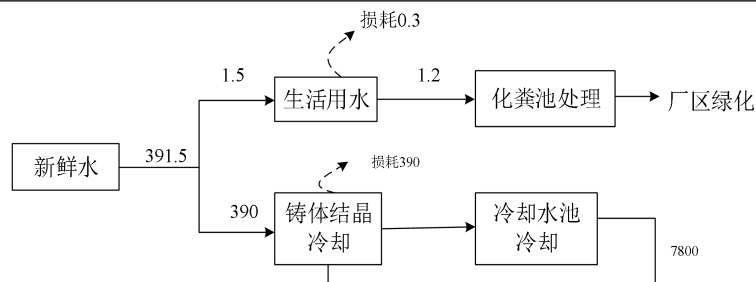 损耗0.3
1.5
生活用水
1.2
化粪池处理
厂区绿化
新鲜水
391.5
损耗390
390
铸体结晶
冷却
冷却水池
冷却
7800